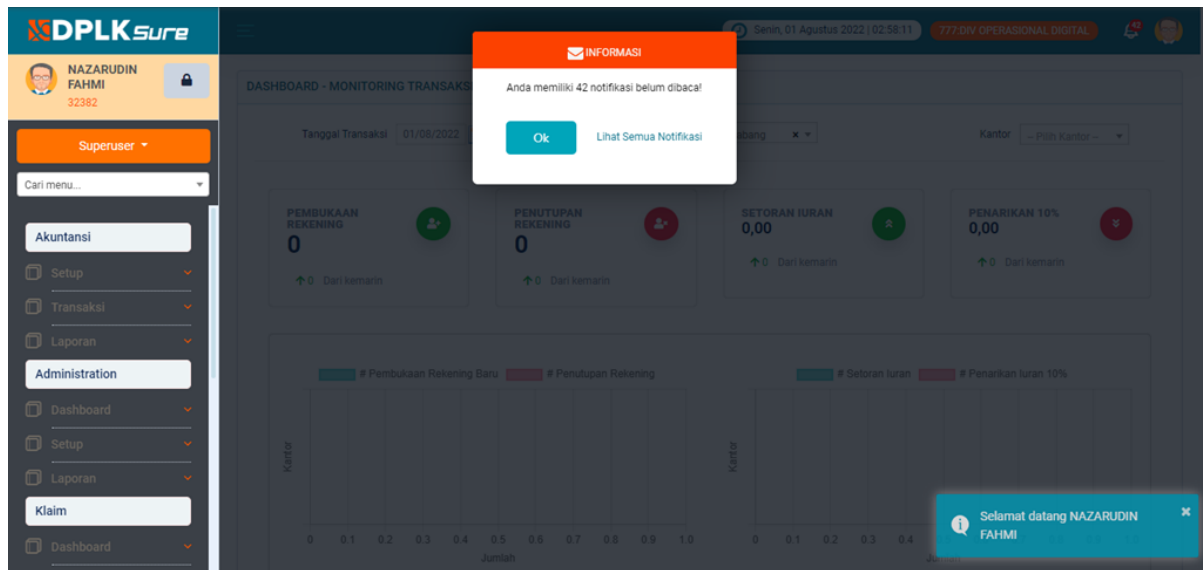 DPLKSure
NAZARUDIN
FAHMI
32382
Superuser
Cari menu...
Akuntansi
Setup
Transaksi
Laporan
Administration
Dashboard
Setup
Laporan
Klaim
Dashboard
Senin, 01 Agustus 2022 | 02:58:11
777:DIV OPERASIONAL DIGITAL
42
INFORMASI
Anda memiliki 42 notifikasi belum dibaca!
Ok
Lihat Semua Notifikasi
DASHBOARD - MONITORING TRANSAKS
Tanggal Transaksi
01/08/2022
abang
×
Kantor
-- Pilih Kantor --
PEMBUKAAN
REKENING
0
0 Dari kemarin
PENUTUPAN
REKENING
0
0 Dari kemarin
SETORAN IURAN
0,00
0 Dari kemarin
PENARIKAN 10%
0,00
0 Dari kemarin
# Pembukaan Rekening Baru
# Penutupan Rekening
Kantor
0 0.1 0.2 0.3 0.4 0.5 0.6 0.7 0.8 0.9 1.0
Jumlah
# Setoran Iuran
# Penarikan Iuran 10%
Kantor
0 0.1 0.2 0.3 0.4
Selamat datang NAZARUDIN
FAHMI
×